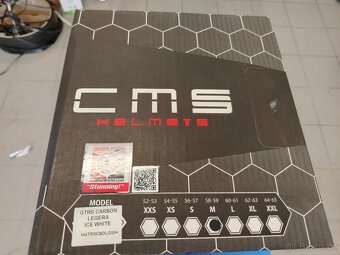 CMS
HELMETS
"Stunning!"
MODEL
52-53 54-55 56-57 58-59 60-61 62-63 64-65
XXS XS S M L XL XXL
GTRS CARBON
LEGERA
ICE WHITE